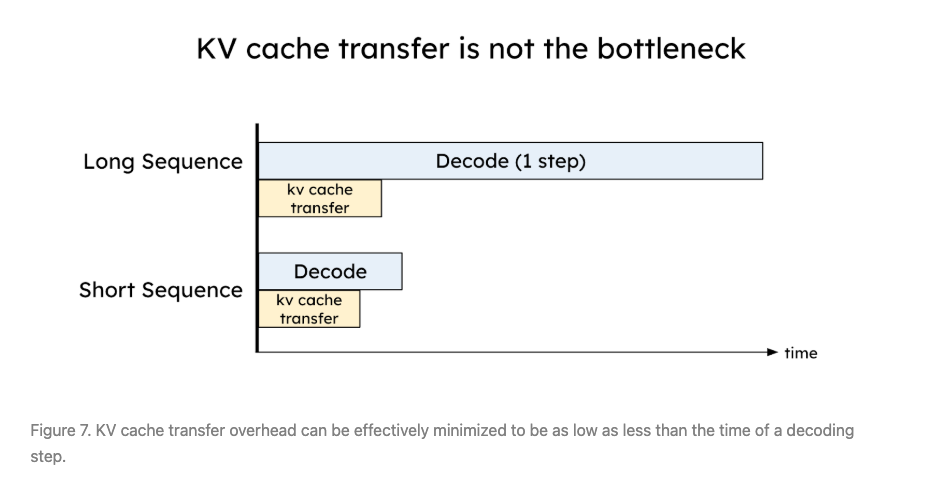 KV cache transfer is not the bottleneck
Long Sequence
Decode (1 step)
kv cache
transfer
Short Sequence
Decode
kv cache
transfer
time
Figure 7. KV cache transfer overhead can be effectively minimized to be as low as less than the time of a decoding
step.